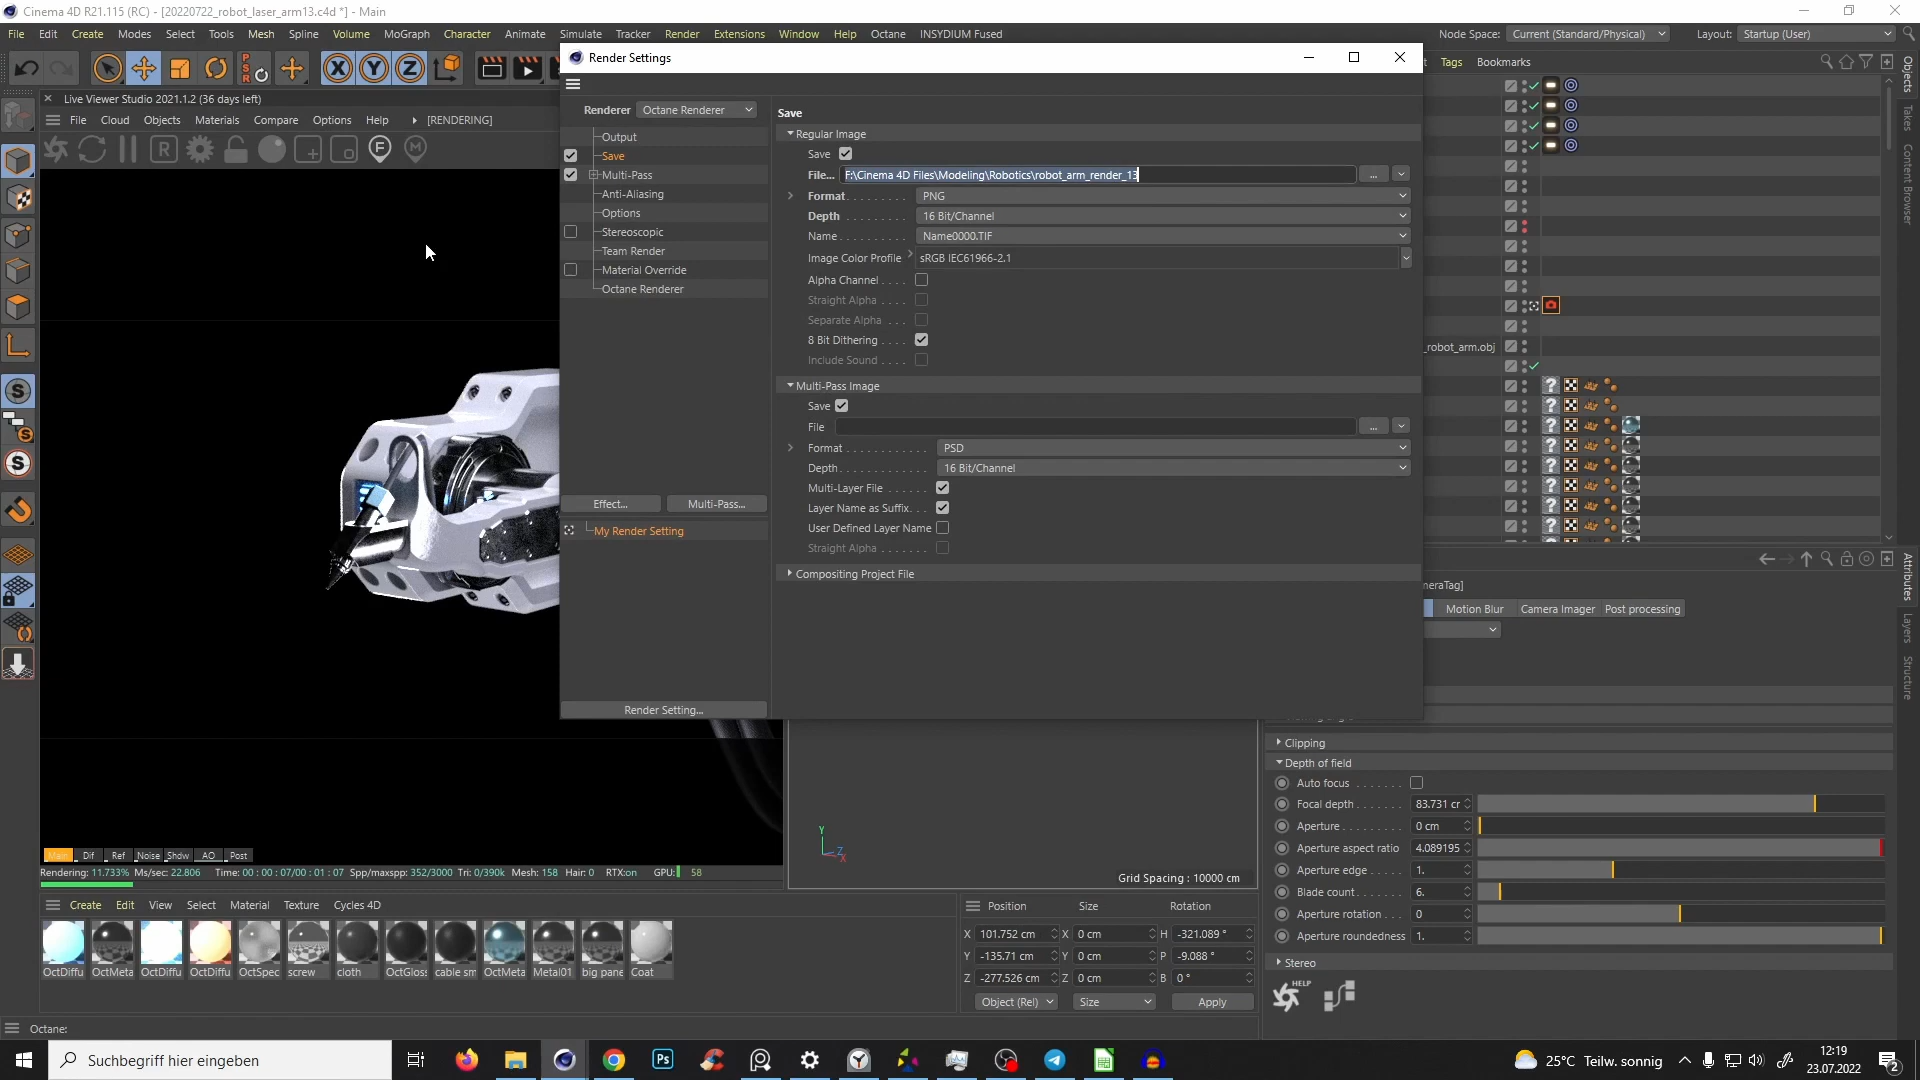 Cinema 4D R21.115 (RC) - [20220722_robot_laser_arm13.c4d *] - Main
File Edit Create Modes Select Tools Mesh Spline Volume MoGraph Character Animate Simulate Tracker Render Extensions Window Help Octane INSYDIUM Fused
Node Space: Current (Standard/Physical) Layout: Startup (User)
Render Settings
Tags Bookmarks
Live Viewer Studio 2021.1.2 (36 days left)
File Cloud Objects Materials Compare Options Help [RENDERING]
Renderer Octane Renderer
Output
Save
Multi-Pass
Anti-Aliasing
Options
Stereoscopic
Team Render
Material Override
Octane Renderer
Effect... Multi-Pass...
My Render Setting
Render Setting...
Save
Regular Image
Save
File... F:\Cinema 4D Files\Modeling\Robotics\robot_arm_render_13 ...
Format PNG
Depth 16 Bit/Channel
Name Name0000.TIF
Image Color Profile sRGB IEC61966-2.1
Alpha Channel
Straight Alpha
Separate Alpha
8 Bit Dithering
Include Sound
Multi-Pass Image
Save
File ...
Format PSD
Depth 16 Bit/Channel
Multi-Layer File
Layer Name as Suffix
User Defined Layer Name
Straight Alpha
Compositing Project File
_robot_arm.obj
Objects
Takes
Content Browser
Attributes
Layers
Structure
meraTag]
Motion Blur Camera Imager Post processing
Clipping
Depth of field
Auto focus
Focal depth 83.731 cr
Aperture 0 cm
Aperture aspect ratio 4.089195
Aperture edge 1.
Blade count 6.
Aperture rotation 0
Aperture roundedness 1.
Stereo
HELP
Main Dif Ref Noise Shdw AO Post
Rendering: 11.733% Ms/sec: 22.806 Time: 00 : 00 : 07/00 : 01 : 07 Spp/maxspp: 352/3000 Tri: 0/390k Mesh: 158 Hair: 0 RTX:on GPU: 58
Y
Z
X
Grid Spacing : 10000 cm
Create Edit View Select Material Texture Cycles 4D
OctDiffu OctMeta OctDiffu OctDiffu OctSpec screw cloth OctGloss cable sm OctMeta Metal01 big pane Coat
Position Size Rotation
X 101.752 cm X 0 cm H -321.089 °
Y -135.71 cm Y 0 cm P -9.088 °
Z -277.526 cm Z 0 cm B 0 °
Object (Rel) Size Apply
Octane:
Suchbegriff hier eingeben
25°C Teilw. sonnig
12:19
23.07.2022
2